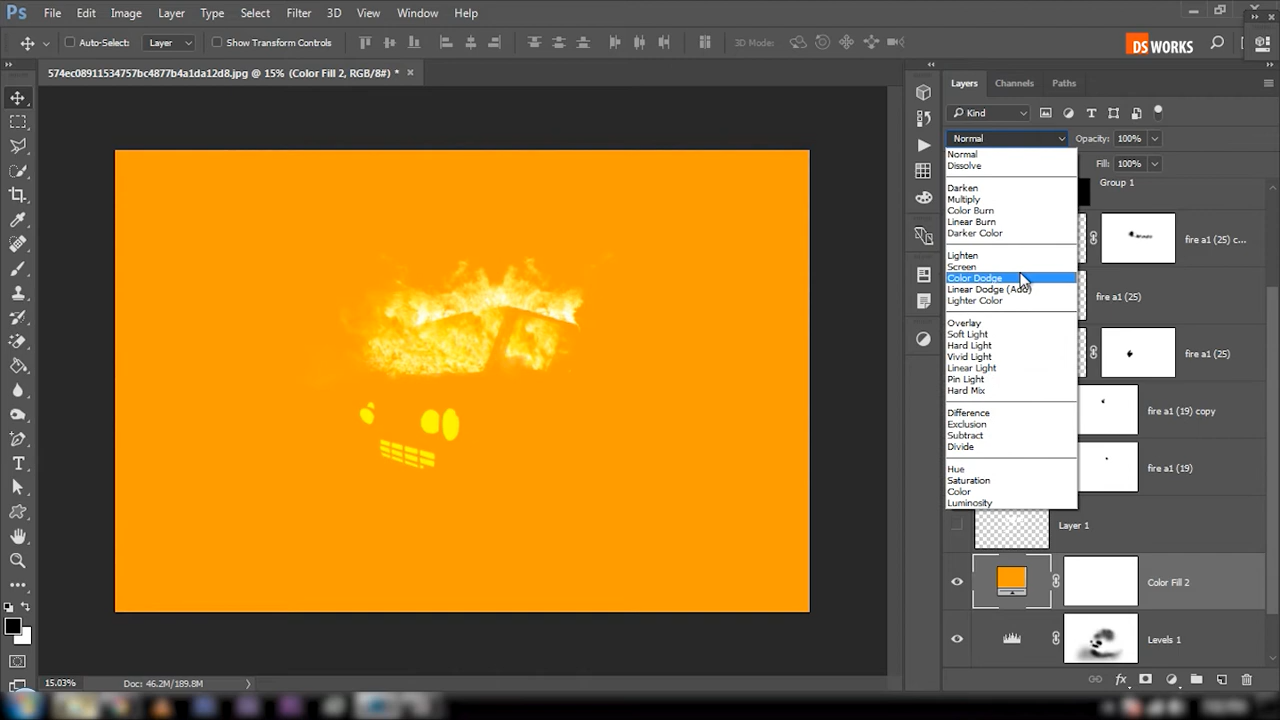 Ps File Edit Image Layer Type Select Filter 3D View Window Help
Auto-Select: Layer Show Transform Controls 3D Mode: DS WORKS
574ec08911534757bc4877b4a1da12d8.jpg @ 15% (Color Fill 2, RGB/8#) * ×
Layers Channels Paths
Kind
Normal Opacity: 100%
Fill: 100%
Normal
Dissolve
Darken
Multiply
Color Burn
Linear Burn
Darker Color
Lighten
Screen
Color Dodge
Linear Dodge (Add)
Lighter Color
Overlay
Soft Light
Hard Light
Vivid Light
Linear Light
Pin Light
Hard Mix
Difference
Exclusion
Subtract
Divide
Hue
Saturation
Color
Luminosity
Group 1
fire a1 (25) c...
fire a1 (25)
fire a1 (25)
fire a1 (19) copy
fire a1 (19)
Layer 1
Color Fill 2
Levels 1
15.03% Doc: 46.2M/189.8M
fx